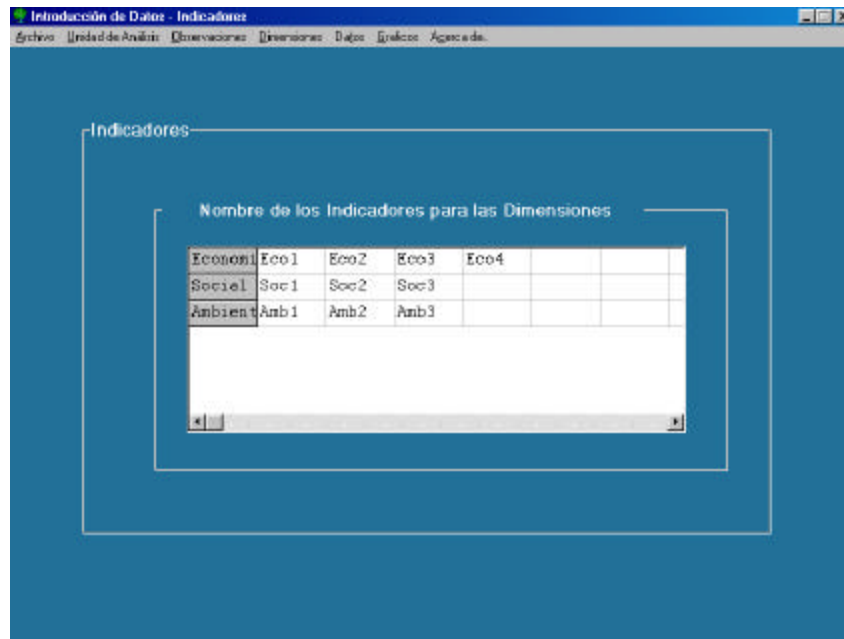 Introducción de Datos - Indicadores
Archivo Unidad de Análisis Observaciones Dimensiones Datos Graficos Acerca de.
Indicadores
Nombre de los Indicadores para las Dimensiones
Economi Eco1 Eco2 Eco3 Eco4
Social Soc1 Soc2 Soc3
Ambient Amb1 Amb2 Amb3